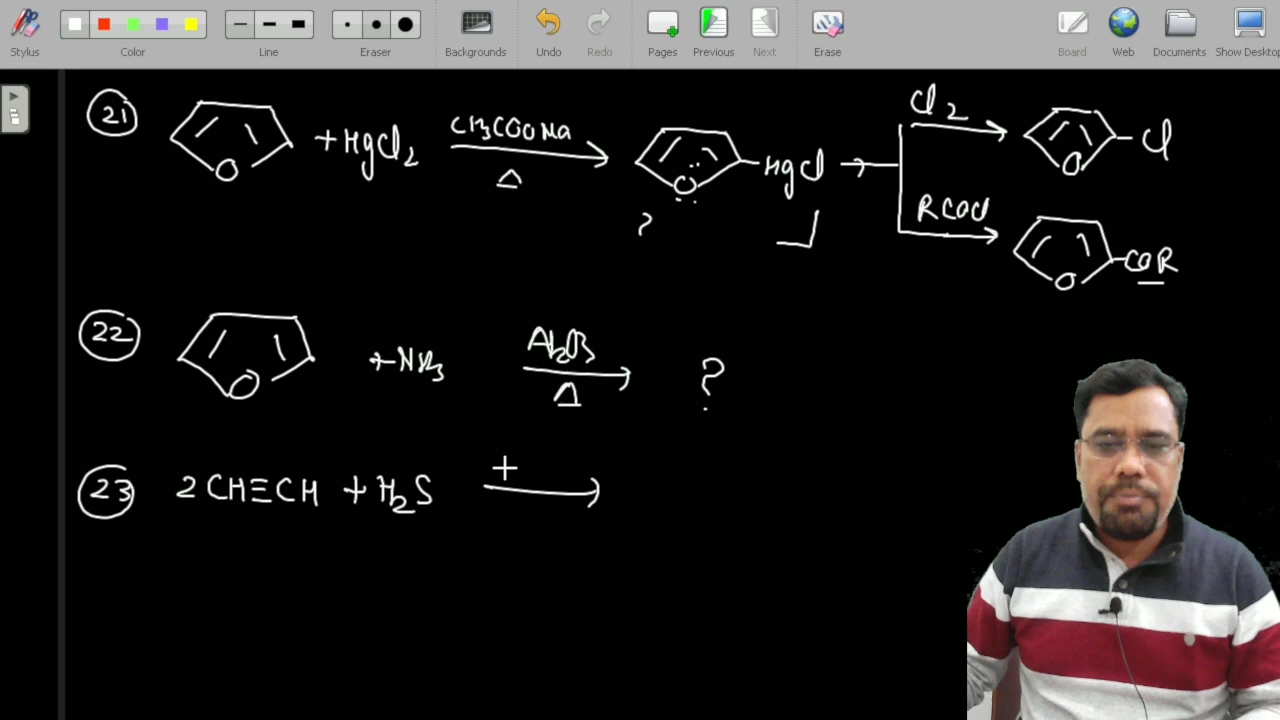 Stylus Color Line Eraser Backgrounds Undo Redo Pages Previous Next Erase Board Web Documents Show Desktop
21 O + HgCl2 CH3COONa Δ O HgCl → Cl2 O Cl
? RCOCl O COR
22 O + NH3 Al2O3 Δ ?
23 2CH≡CH + H2S +